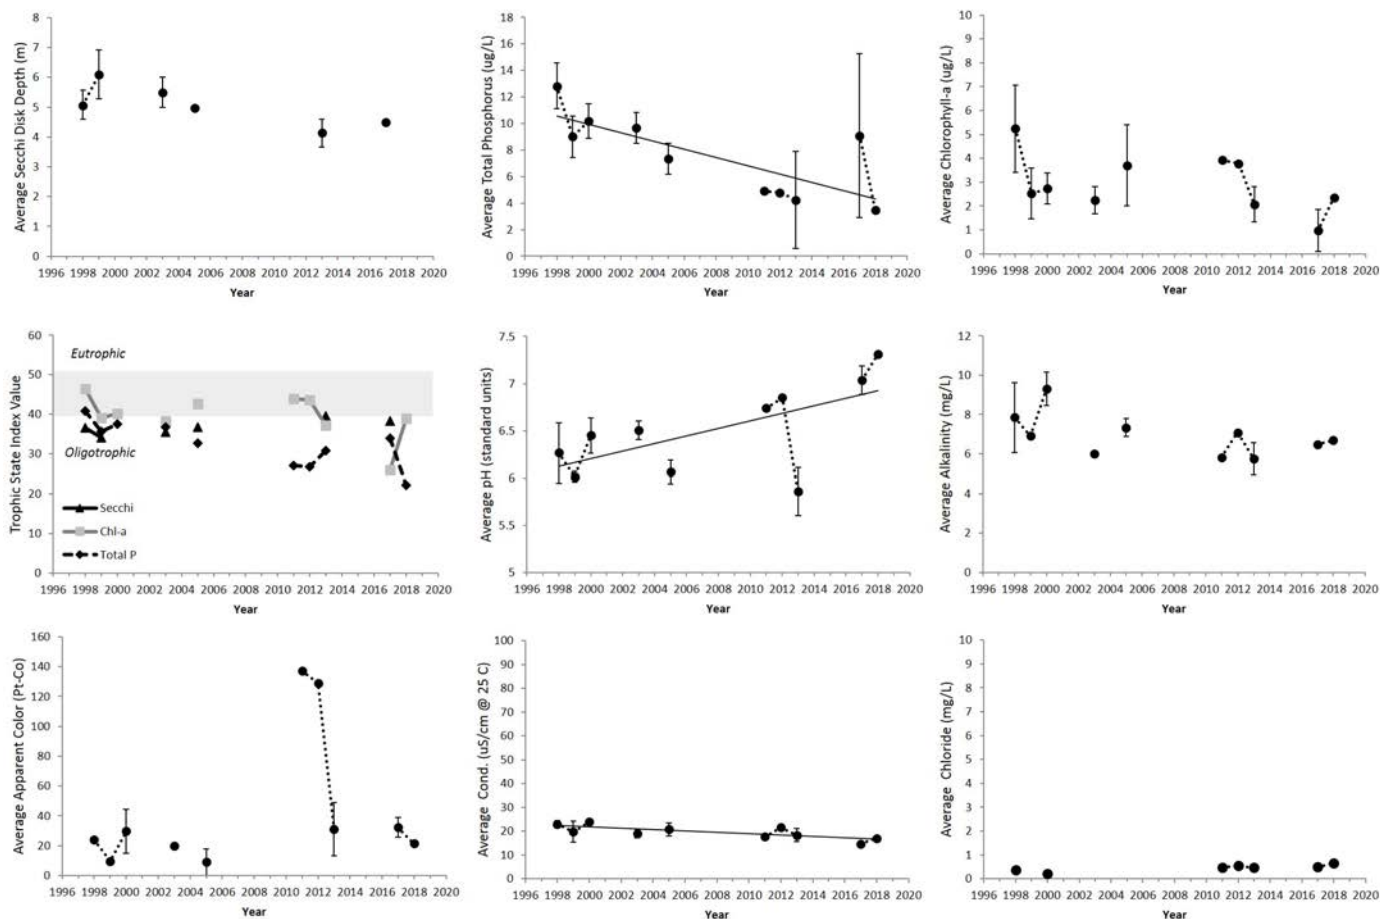 Average Secchi Disk Depth (m)
8
7
6
5
4
3
2
1
0
1996 1998 2000 2002 2004 2006 2008 2010 2012 2014 2016 2018 2020
Year
Average Total Phosphorus (ug/L)
18
16
14
12
10
8
6
4
2
0
1996 1998 2000 2002 2004 2006 2008 2010 2012 2014 2016 2018 2020
Year
Average Chlorophyll-a (ug/L)
10
9
8
7
6
5
4
3
2
1
0
1996 1998 2000 2002 2004 2006 2008 2010 2012 2014 2016 2018 2020
Year
Trophic State Index Value
60
50
40
30
20
10
0
Eutrophic
Oligotrophic
Secchi
Chl-a
Total P
1996 1998 2000 2002 2004 2006 2008 2010 2012 2014 2016 2018 2020
Year
Average pH (standard units)
7.5
7
6.5
6
5.5
5
1996 1998 2000 2002 2004 2006 2008 2010 2012 2014 2016 2018 2020
Year
Average Alkalinity (mg/L)
12
10
8
6
4
2
0
1996 1998 2000 2002 2004 2006 2008 2010 2012 2014 2016 2018 2020
Year
Average Apparent Color (Pt-Co)
160
140
120
100
80
60
40
20
0
1996 1998 2000 2002 2004 2006 2008 2010 2012 2014 2016 2018 2020
Year
Average Cond. (uS/cm @ 25 C)
100
90
80
70
60
50
40
30
20
10
0
1996 1998 2000 2002 2004 2006 2008 2010 2012 2014 2016 2018 2020
Year
Average Chloride (mg/L)
10
9
8
7
6
5
4
3
2
1
0
1996 1998 2000 2002 2004 2006 2008 2010 2012 2014 2016 2018 2020
Year